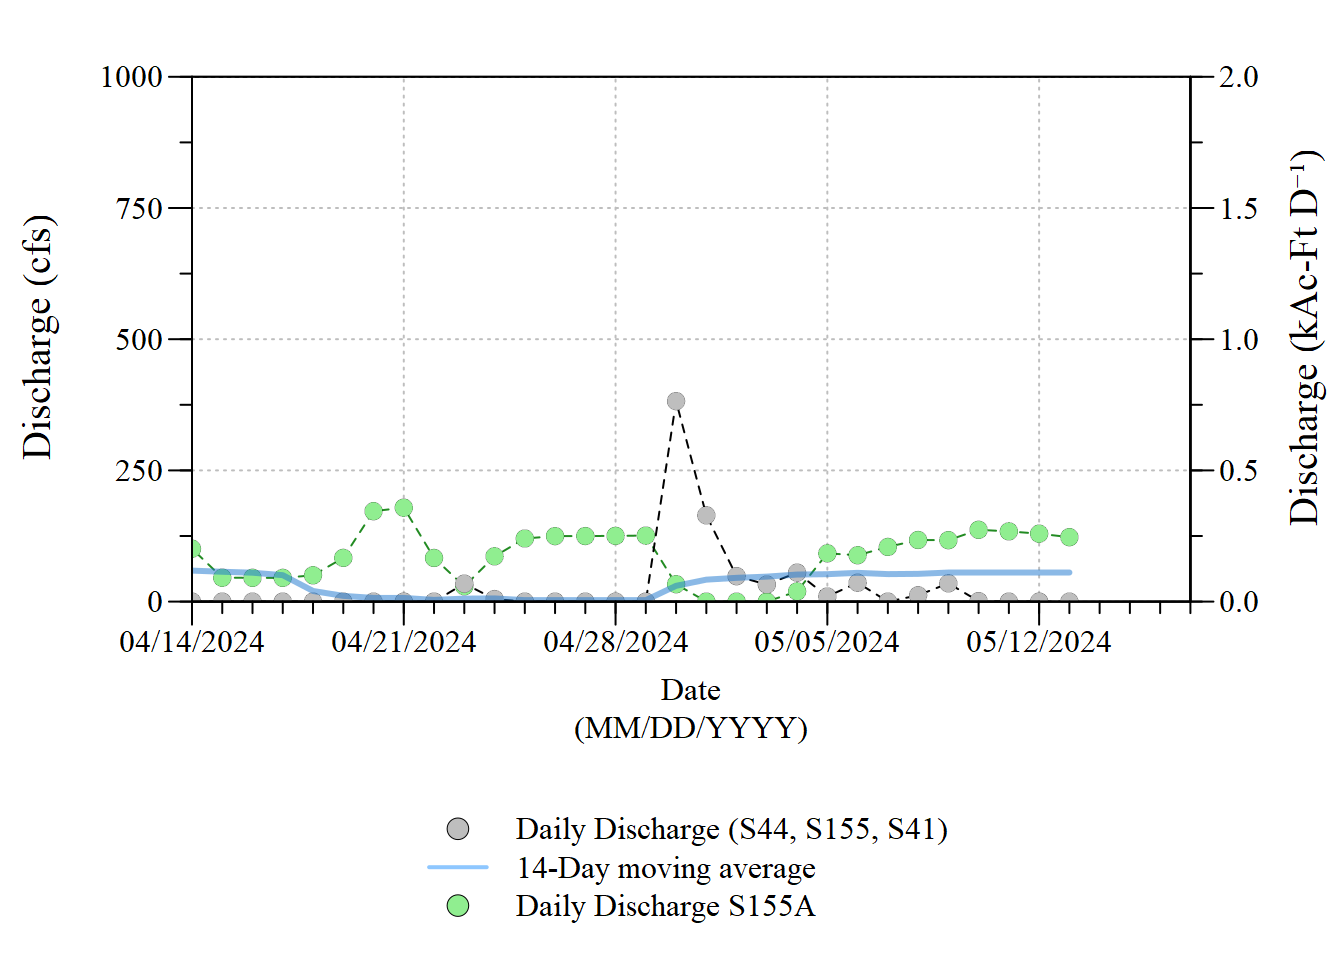 1000
750
500
250
0
Discharge (cfs)
2.0
1.5
1.0
0.5
0.0
Discharge (kAc-Ft D⁻¹)
04/14/2024
04/21/2024
04/28/2024
05/05/2024
05/12/2024
Date
(MM/DD/YYYY)
Daily Discharge (S44, S155, S41)
14-Day moving average
Daily Discharge S155A